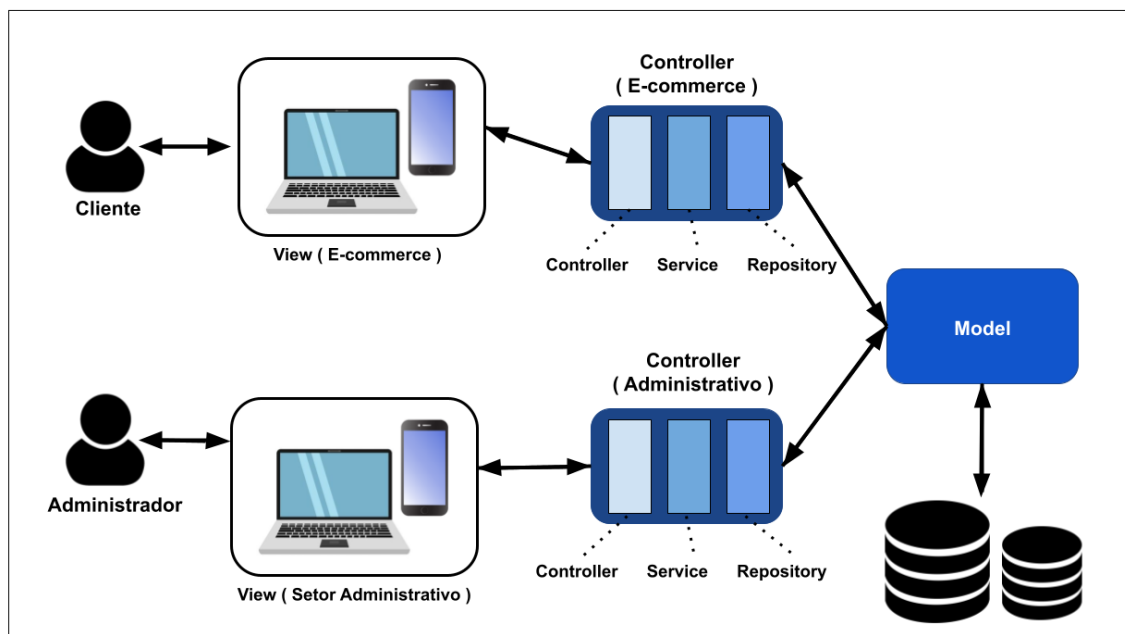 Controller
( E-commerce )
Cliente
View ( E-commerce )
Controller
Service
Repository
Model
Controller
( Administrativo )
Administrador
View ( Setor Administrativo )
Controller
Service
Repository